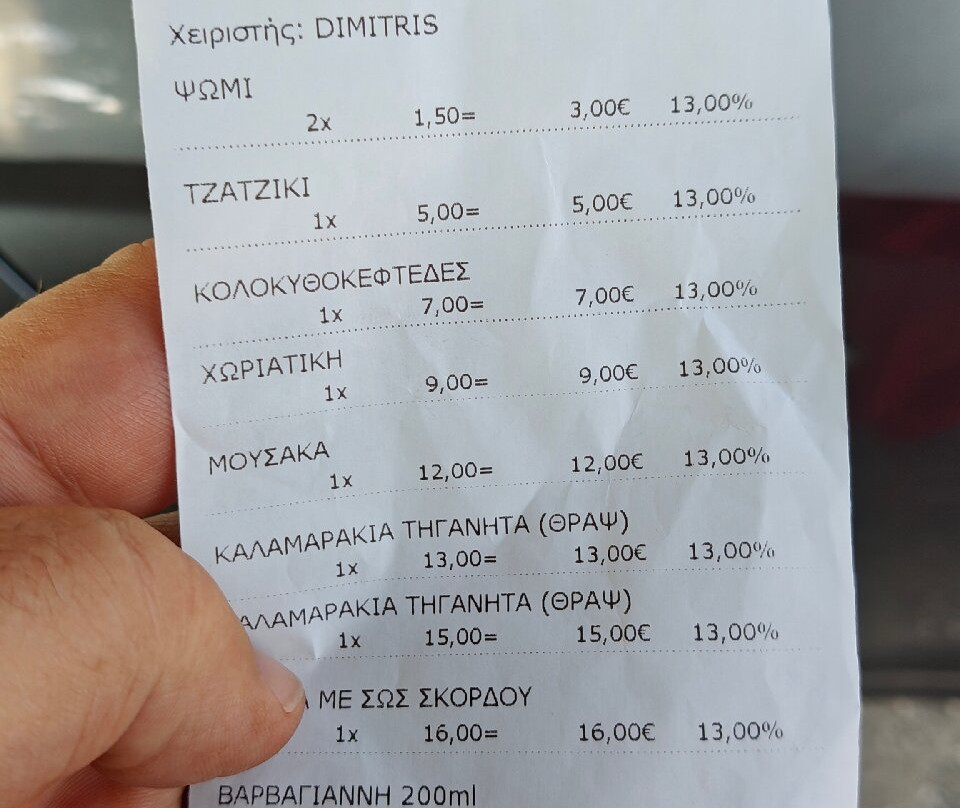 Χειριστής: DIMITRIS
ΨΩΜΙ
2x 1,50= 3,00€ 13,00%
ΤΖΑΤΖΙΚΙ
1x 5,00= 5,00€ 13,00%
ΚΟΛΟΚΥΘΟΚΕΦΤΕΔΕΣ
1x 7,00= 7,00€ 13,00%
ΧΩΡΙΑΤΙΚΗ
1x 9,00= 9,00€ 13,00%
ΜΟΥΣΑΚΑ
1x 12,00= 12,00€ 13,00%
ΚΑΛΑΜΑΡΑΚΙΑ ΤΗΓΑΝΗΤΑ (ΘΡΑΨ)
1x 13,00= 13,00€ 13,00%
ΑΛΑΜΑΡΑΚΙΑ ΤΗΓΑΝΗΤΑ (ΘΡΑΨ)
1x 15,00= 15,00€ 13,00%
ΜΕ ΣΩΣ ΣΚΟΡΔΟΥ
1x 16,00= 16,00€ 13,00%
ΒΑΡΒΑΓΙΑΝΝΗ 200ml